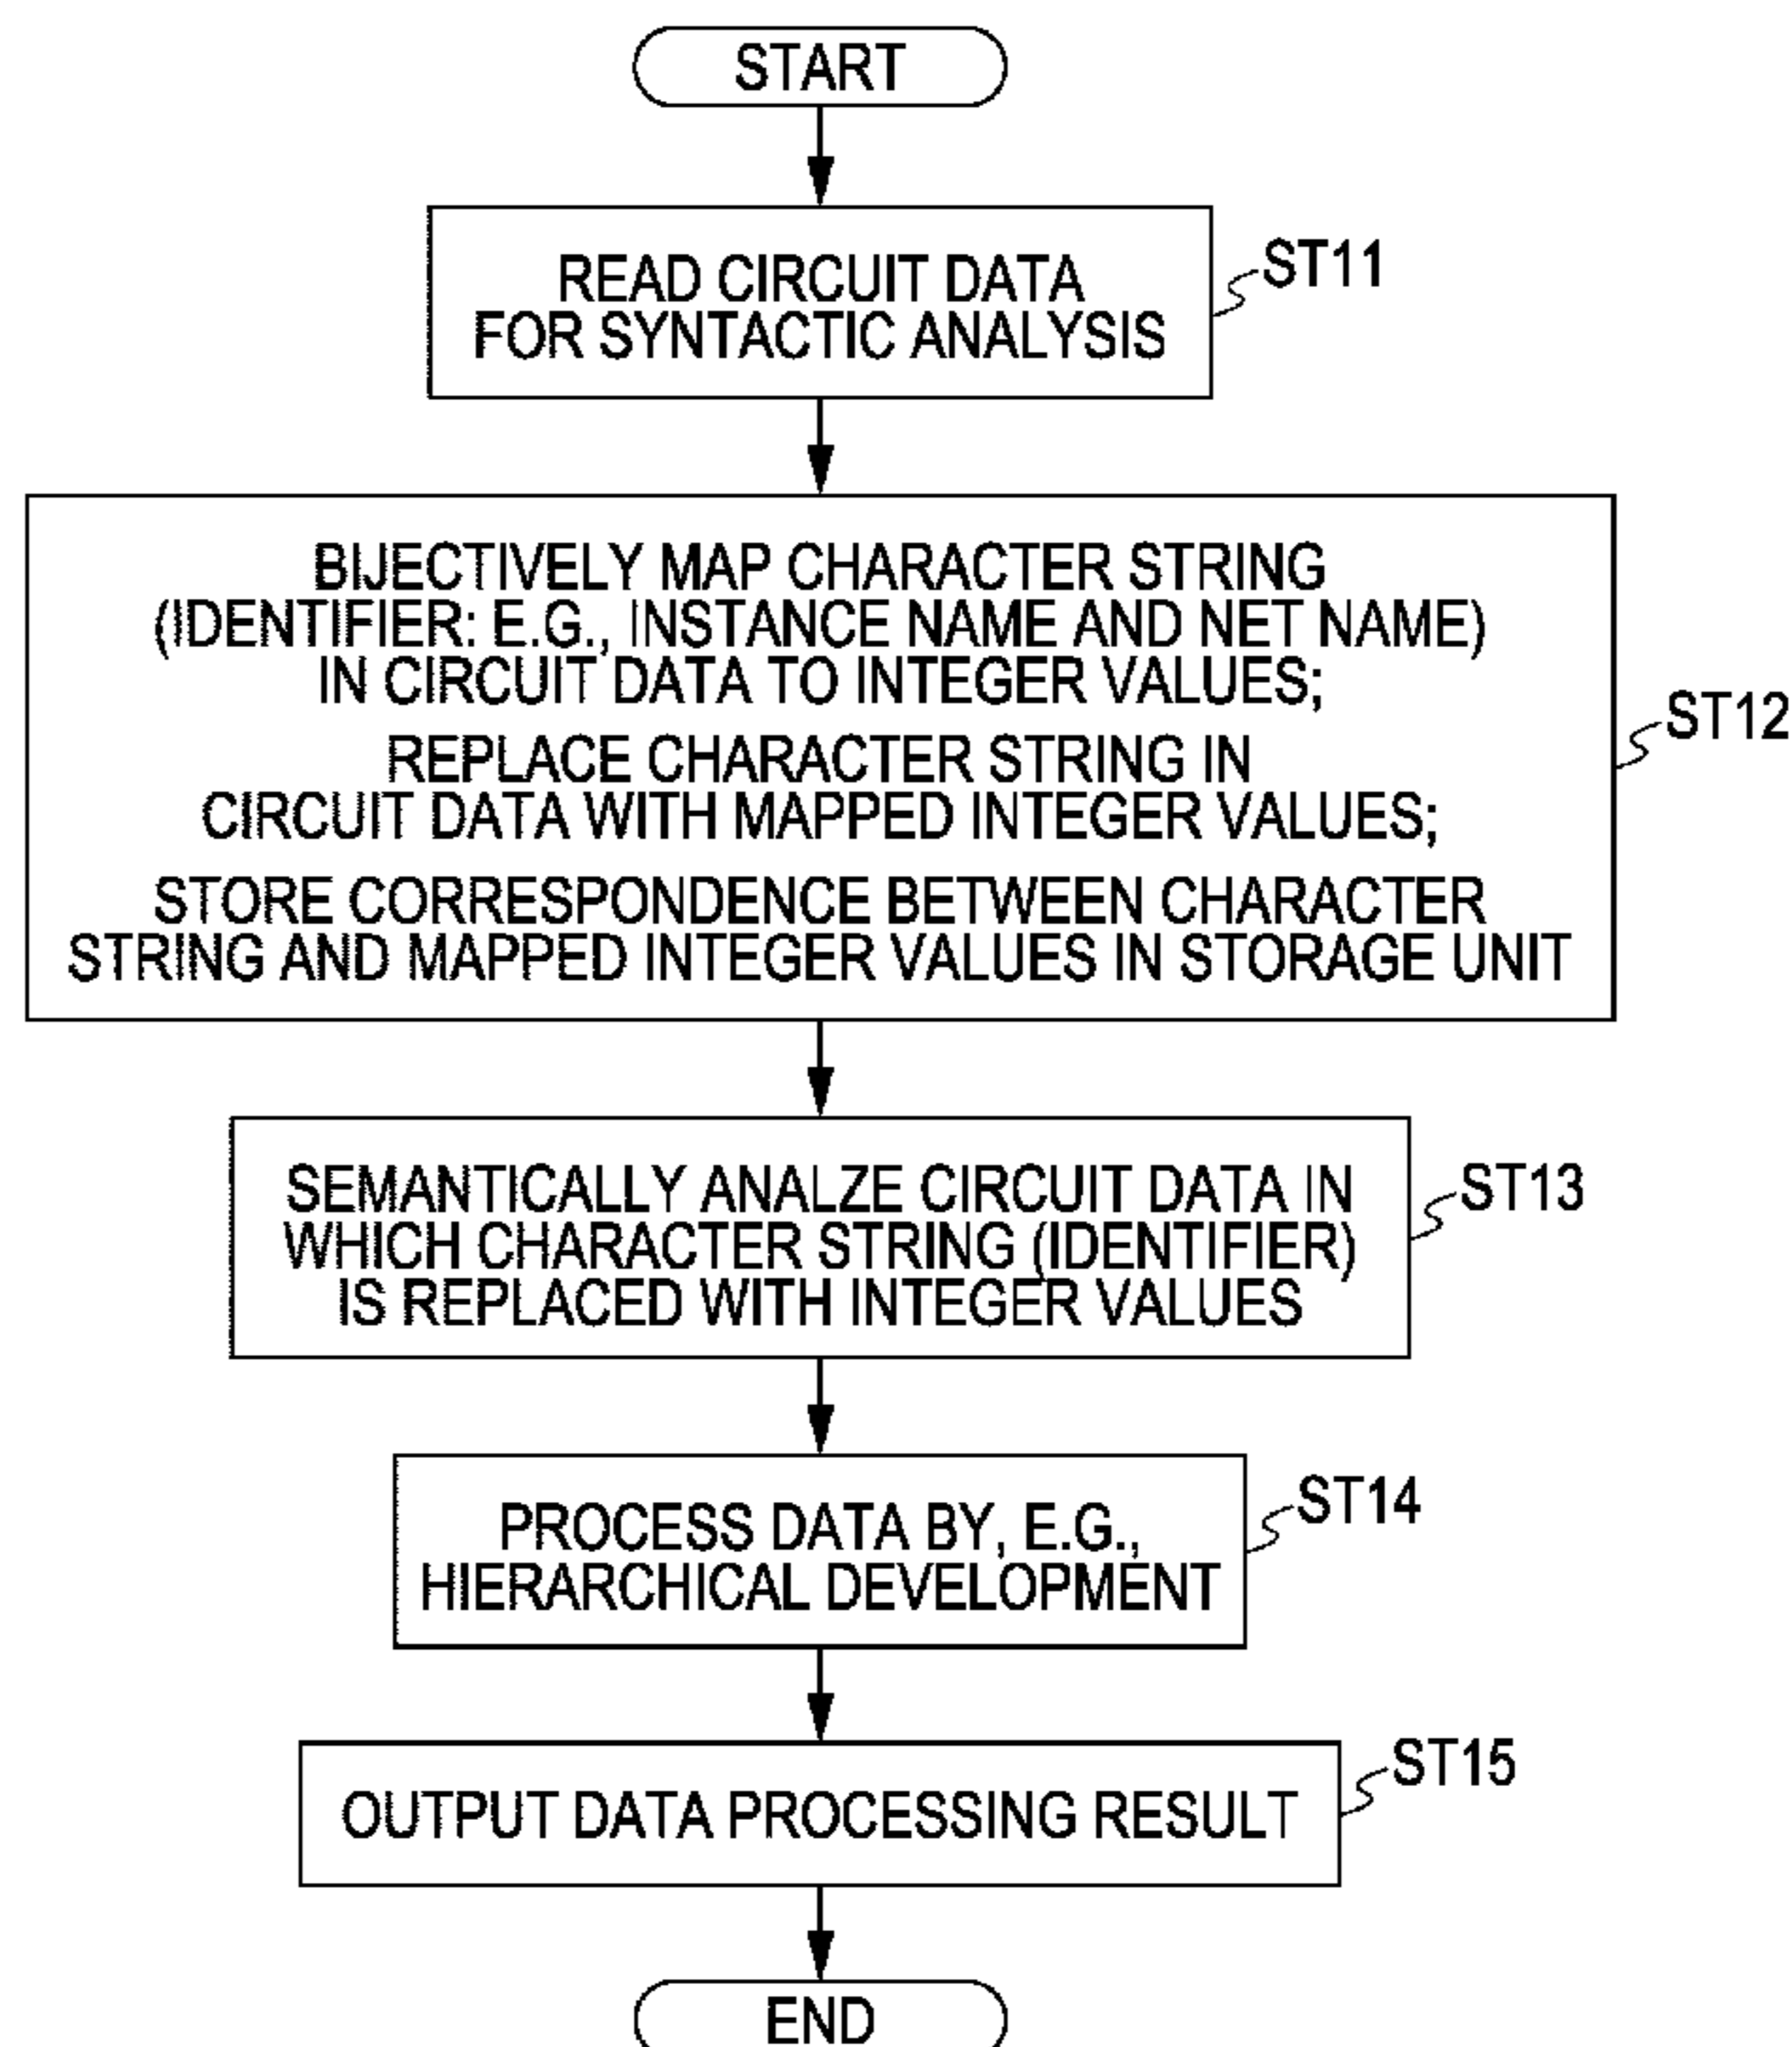 START
READ CIRCUIT DATA
FOR SYNTACTIC ANALYSIS
ST11
BIJECTIVELY MAP CHARACTER STRING
(IDENTIFIER: E.G., INSTANCE NAME AND NET NAME)
IN CIRCUIT DATA TO INTEGER VALUES;
REPLACE CHARACTER STRING IN
CIRCUIT DATA WITH MAPPED INTEGER VALUES;
STORE CORRESPONDENCE BETWEEN CHARACTER
STRING AND MAPPED INTEGER VALUES IN STORAGE UNIT
ST12
SEMANTICALLY ANALZE CIRCUIT DATA IN
WHICH CHARACTER STRING (IDENTIFIER)
IS REPLACED WITH INTEGER VALUES
ST13
PROCESS DATA BY, E.G.,
HIERARCHICAL DEVELOPMENT
ST14
OUTPUT DATA PROCESSING RESULT
ST15
END